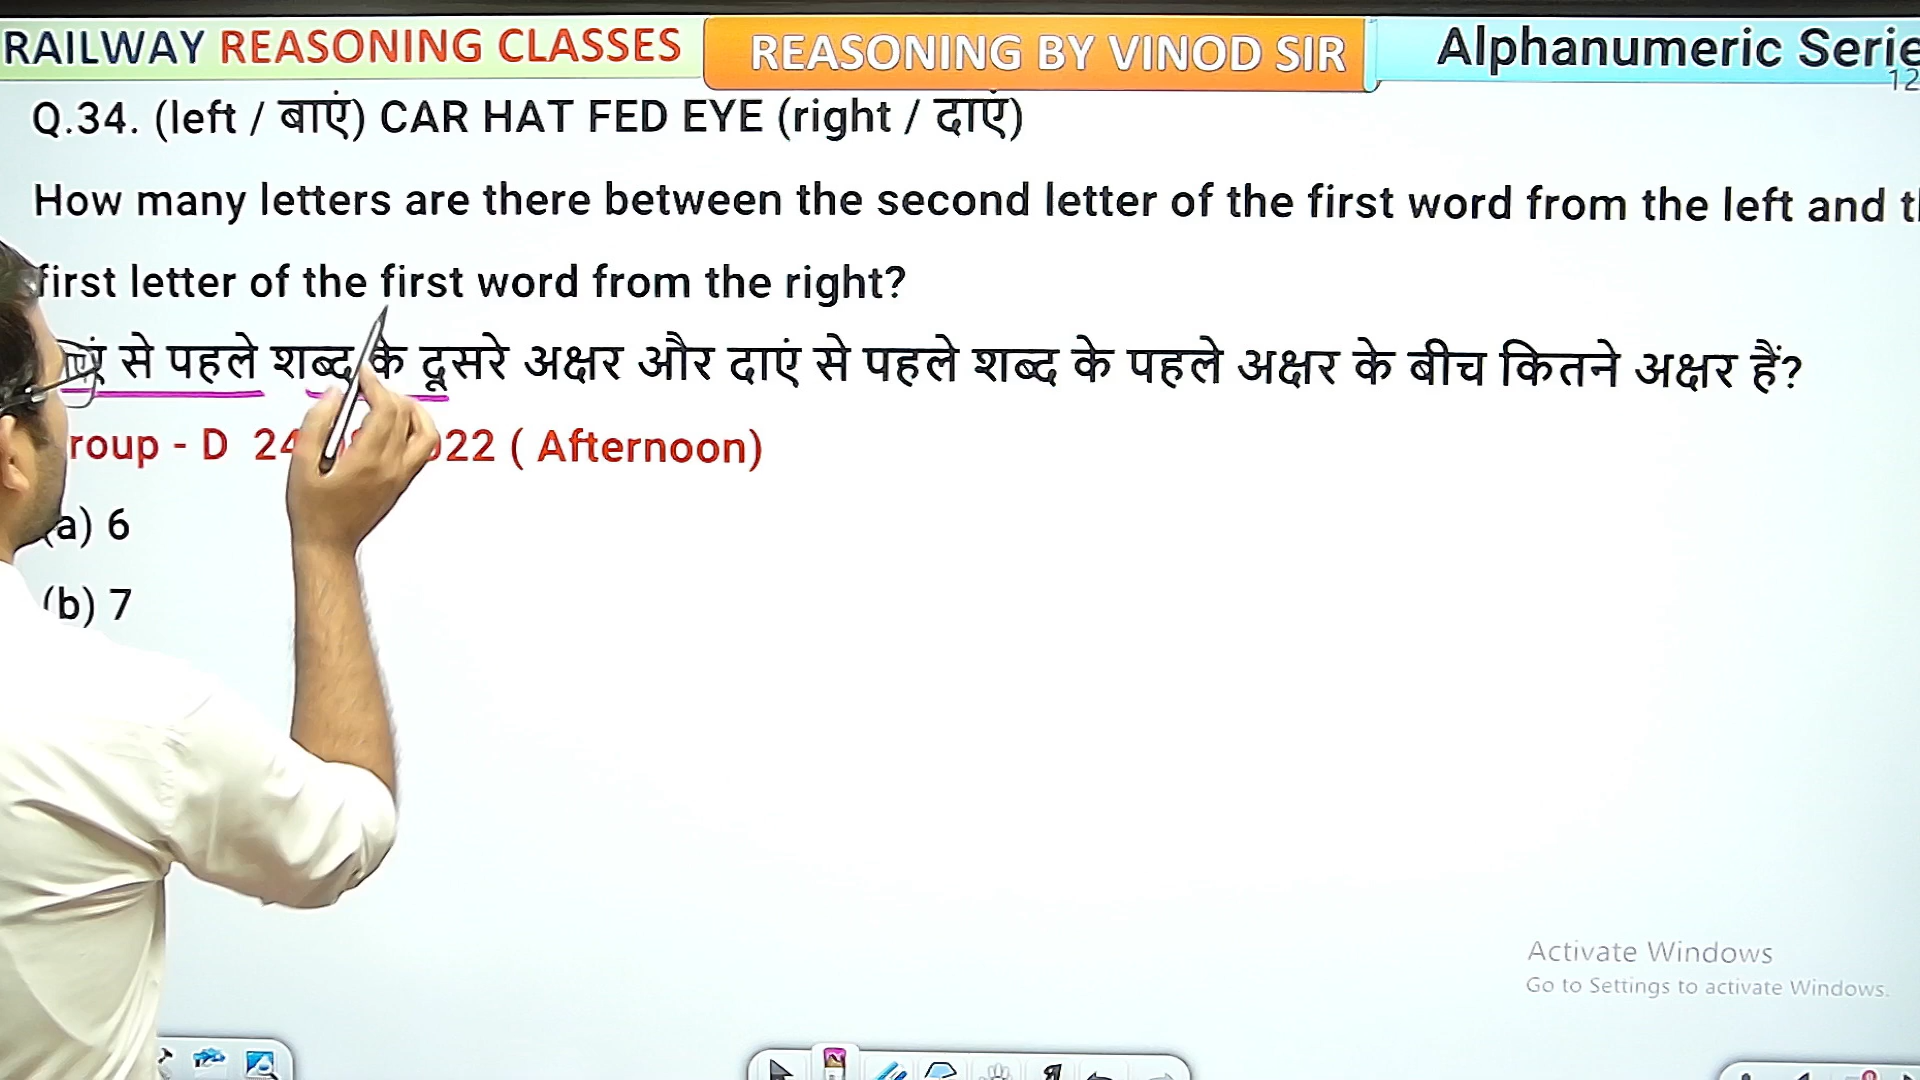 RAILWAY REASONING CLASSES REASONING BY VINOD SIR Alphanumeric Serie
12
Q.34. (left / बाएं) CAR HAT FED EYE (right / दाएं)
How many letters are there between the second letter of the first word from the left and t
first letter of the first word from the right?
से पहले शब्द के दूसरे अक्षर और दाएं से पहले शब्द के पहले अक्षर के बीच कितने अक्षर हैं?
roup - D 24 022 ( Afternoon)
(a) 6
(b) 7
Activate Windows
Go to Settings to activate Windows.